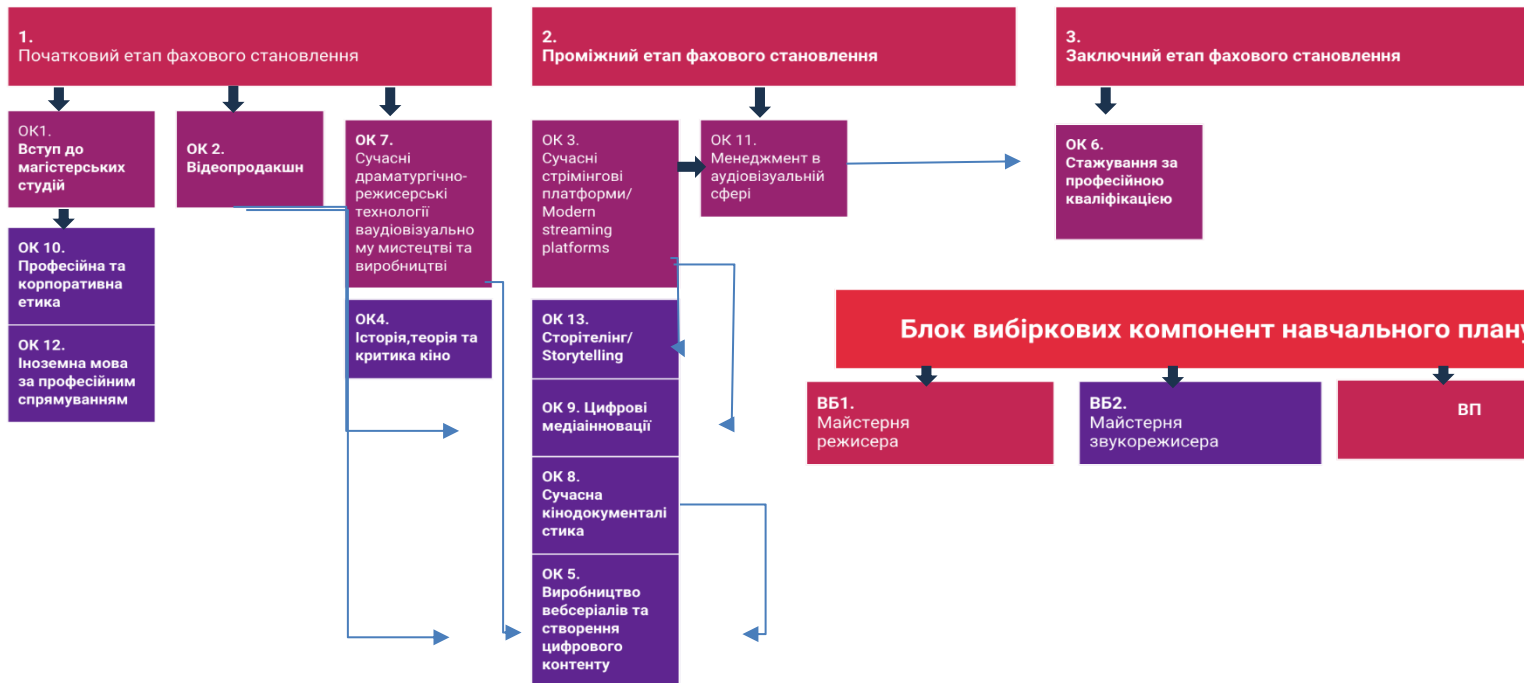 1.
Початковий етап фахового становлення
2.
Проміжний етап фахового становлення
3.
Заключний етап фахового становлення
ОК1.
Вступ до
магістерських
студій
ОК 2.
Відеопродакшн
ОК 7.
Сучасні
драматургічно-
режисерські
технології
ваудіовізуально
му мистецтві та
виробництві
ОК 3.
Сучасні
стрімінгові
платформи/
Modern
streaming
platforms
ОК 11.
Менеджмент в
аудіовізуальній
сфері
ОК 6.
Стажування за
професійною
кваліфікацією
ОК 10.
Професійна та
корпоративна
етика
ОК 12.
Іноземна мова
за професійним
спрямуванням
ОК4.
Історія,теорія та
критика кіно
ОК 13.
Сторітелінг/
Storytelling
ОК 9. Цифрові
медіаінновації
ОК 8.
Сучасна
кінодокументалі
стика
ОК 5.
Виробництво
вебсеріалів та
створення
цифрового
контенту
Блок вибіркових компонент навчального плану
ВБ1.
Майстерня
режисера
ВБ2.
Майстерня
звукорежисера
ВП